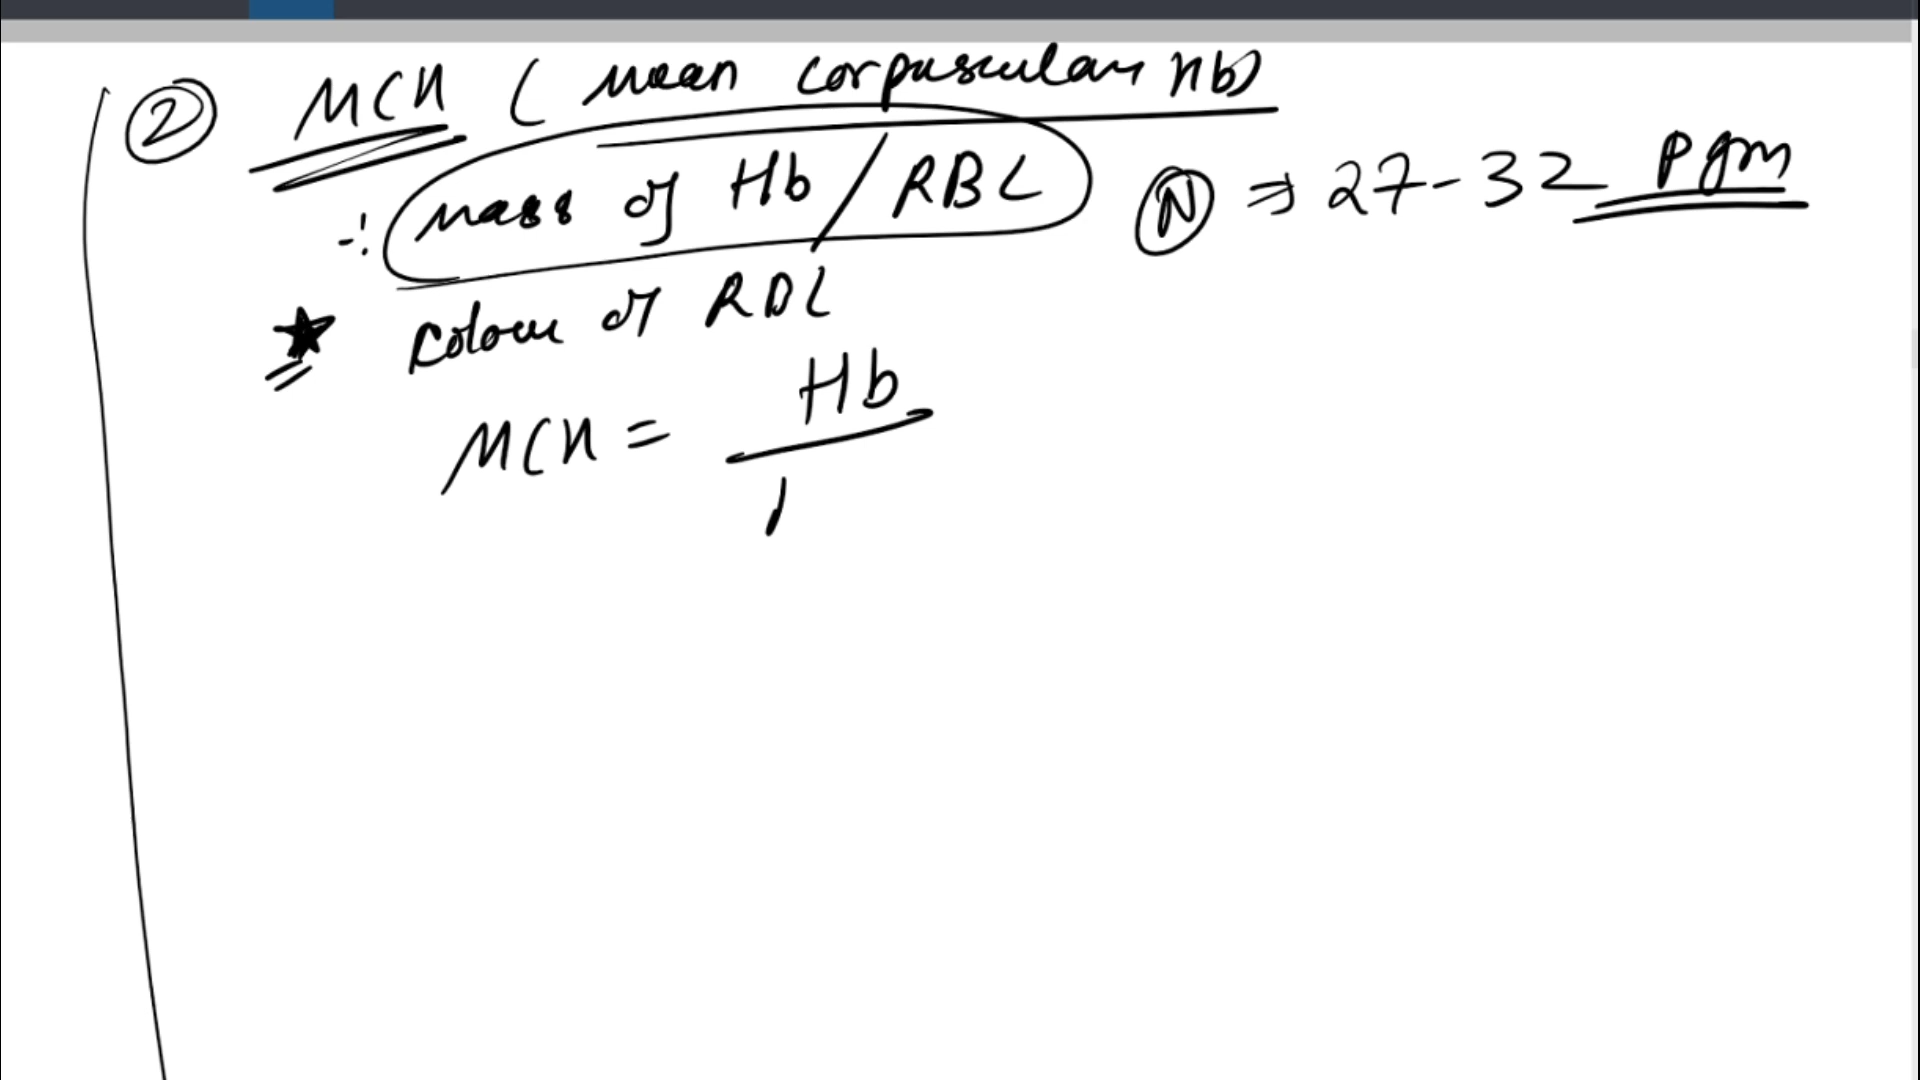 ② MCH (mean corpuscular Hb)
-: mass of Hb / RBC Ⓝ ⇒ 27-32 pgm
★ Colour of RBC
MCH = Hb